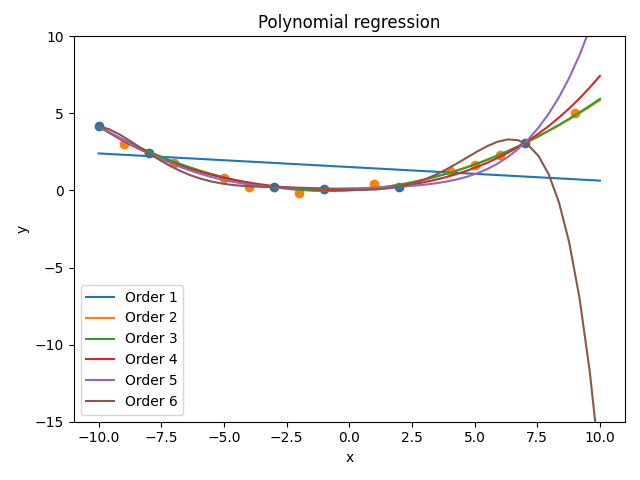 Polynomial regression
10
5
0
−5
−10
−15
y
Order 1
Order 2
Order 3
Order 4
Order 5
Order 6
−10.0 −7.5 −5.0 −2.5 0.0 2.5 5.0 7.5 10.0
x